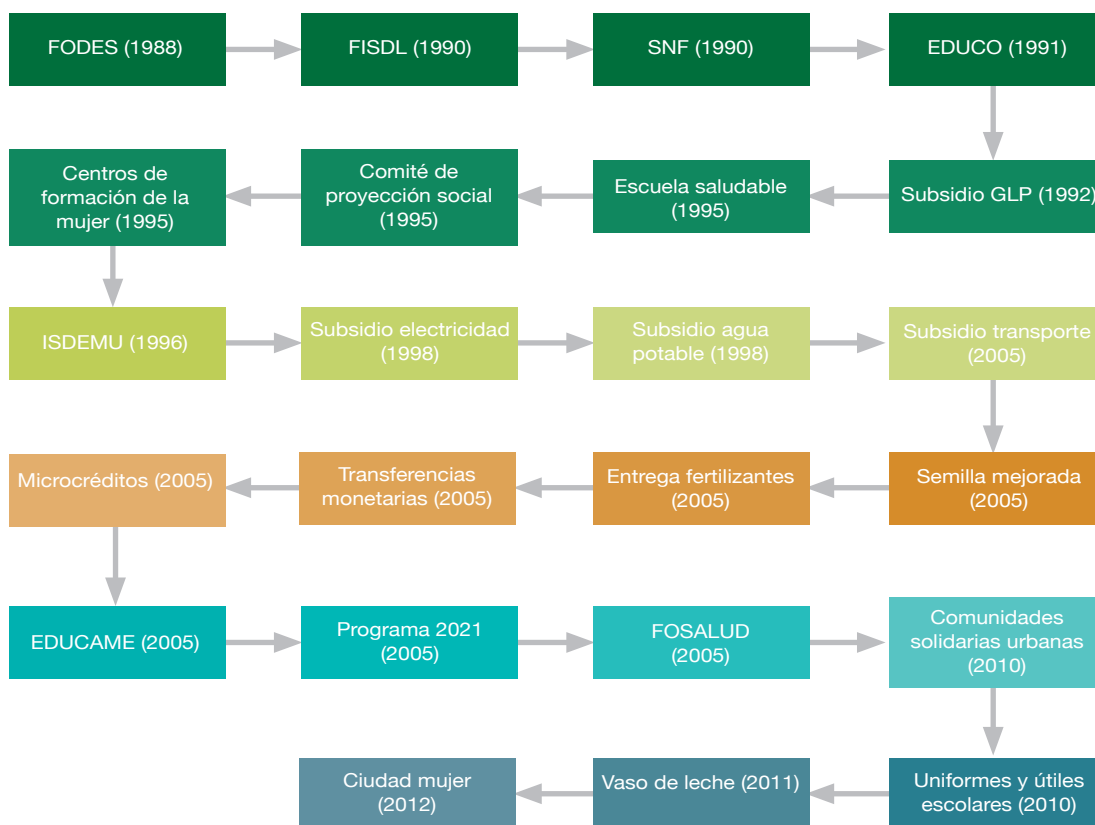 FODES (1988)
FISDL (1990)
SNF (1990)
EDUCO (1991)
Subsidio GLP (1992)
Escuela saludable
(1995)
Comité de
proyección social
(1995)
Centros de
formación de la
mujer (1995)
ISDEMU (1996)
Subsidio electricidad
(1998)
Subsidio agua
potable (1998)
Subsidio transporte
(2005)
Semilla mejorada
(2005)
Entrega fertilizantes
(2005)
Transferencias
monetarias (2005)
Microcréditos (2005)
EDUCAME (2005)
Programa 2021
(2005)
FOSALUD
(2005)
Comunidades
solidarias urbanas
(2010)
Uniformes y útiles
escolares (2010)
Vaso de leche (2011)
Ciudad mujer
(2012)